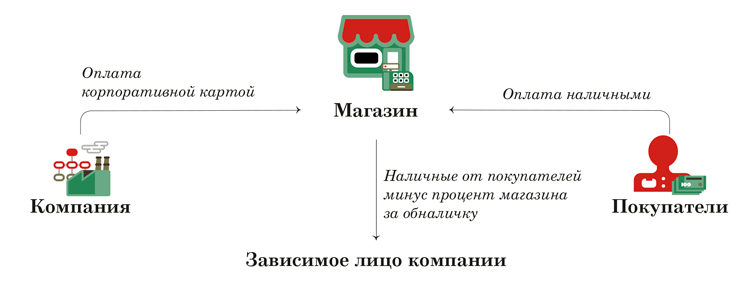 Оплата
корпоративной картой
Магазин
Оплата наличными
Наличные от покупателей
минус процент магазина
за обналичку
Компания
Покупатели
Зависимое лицо компании